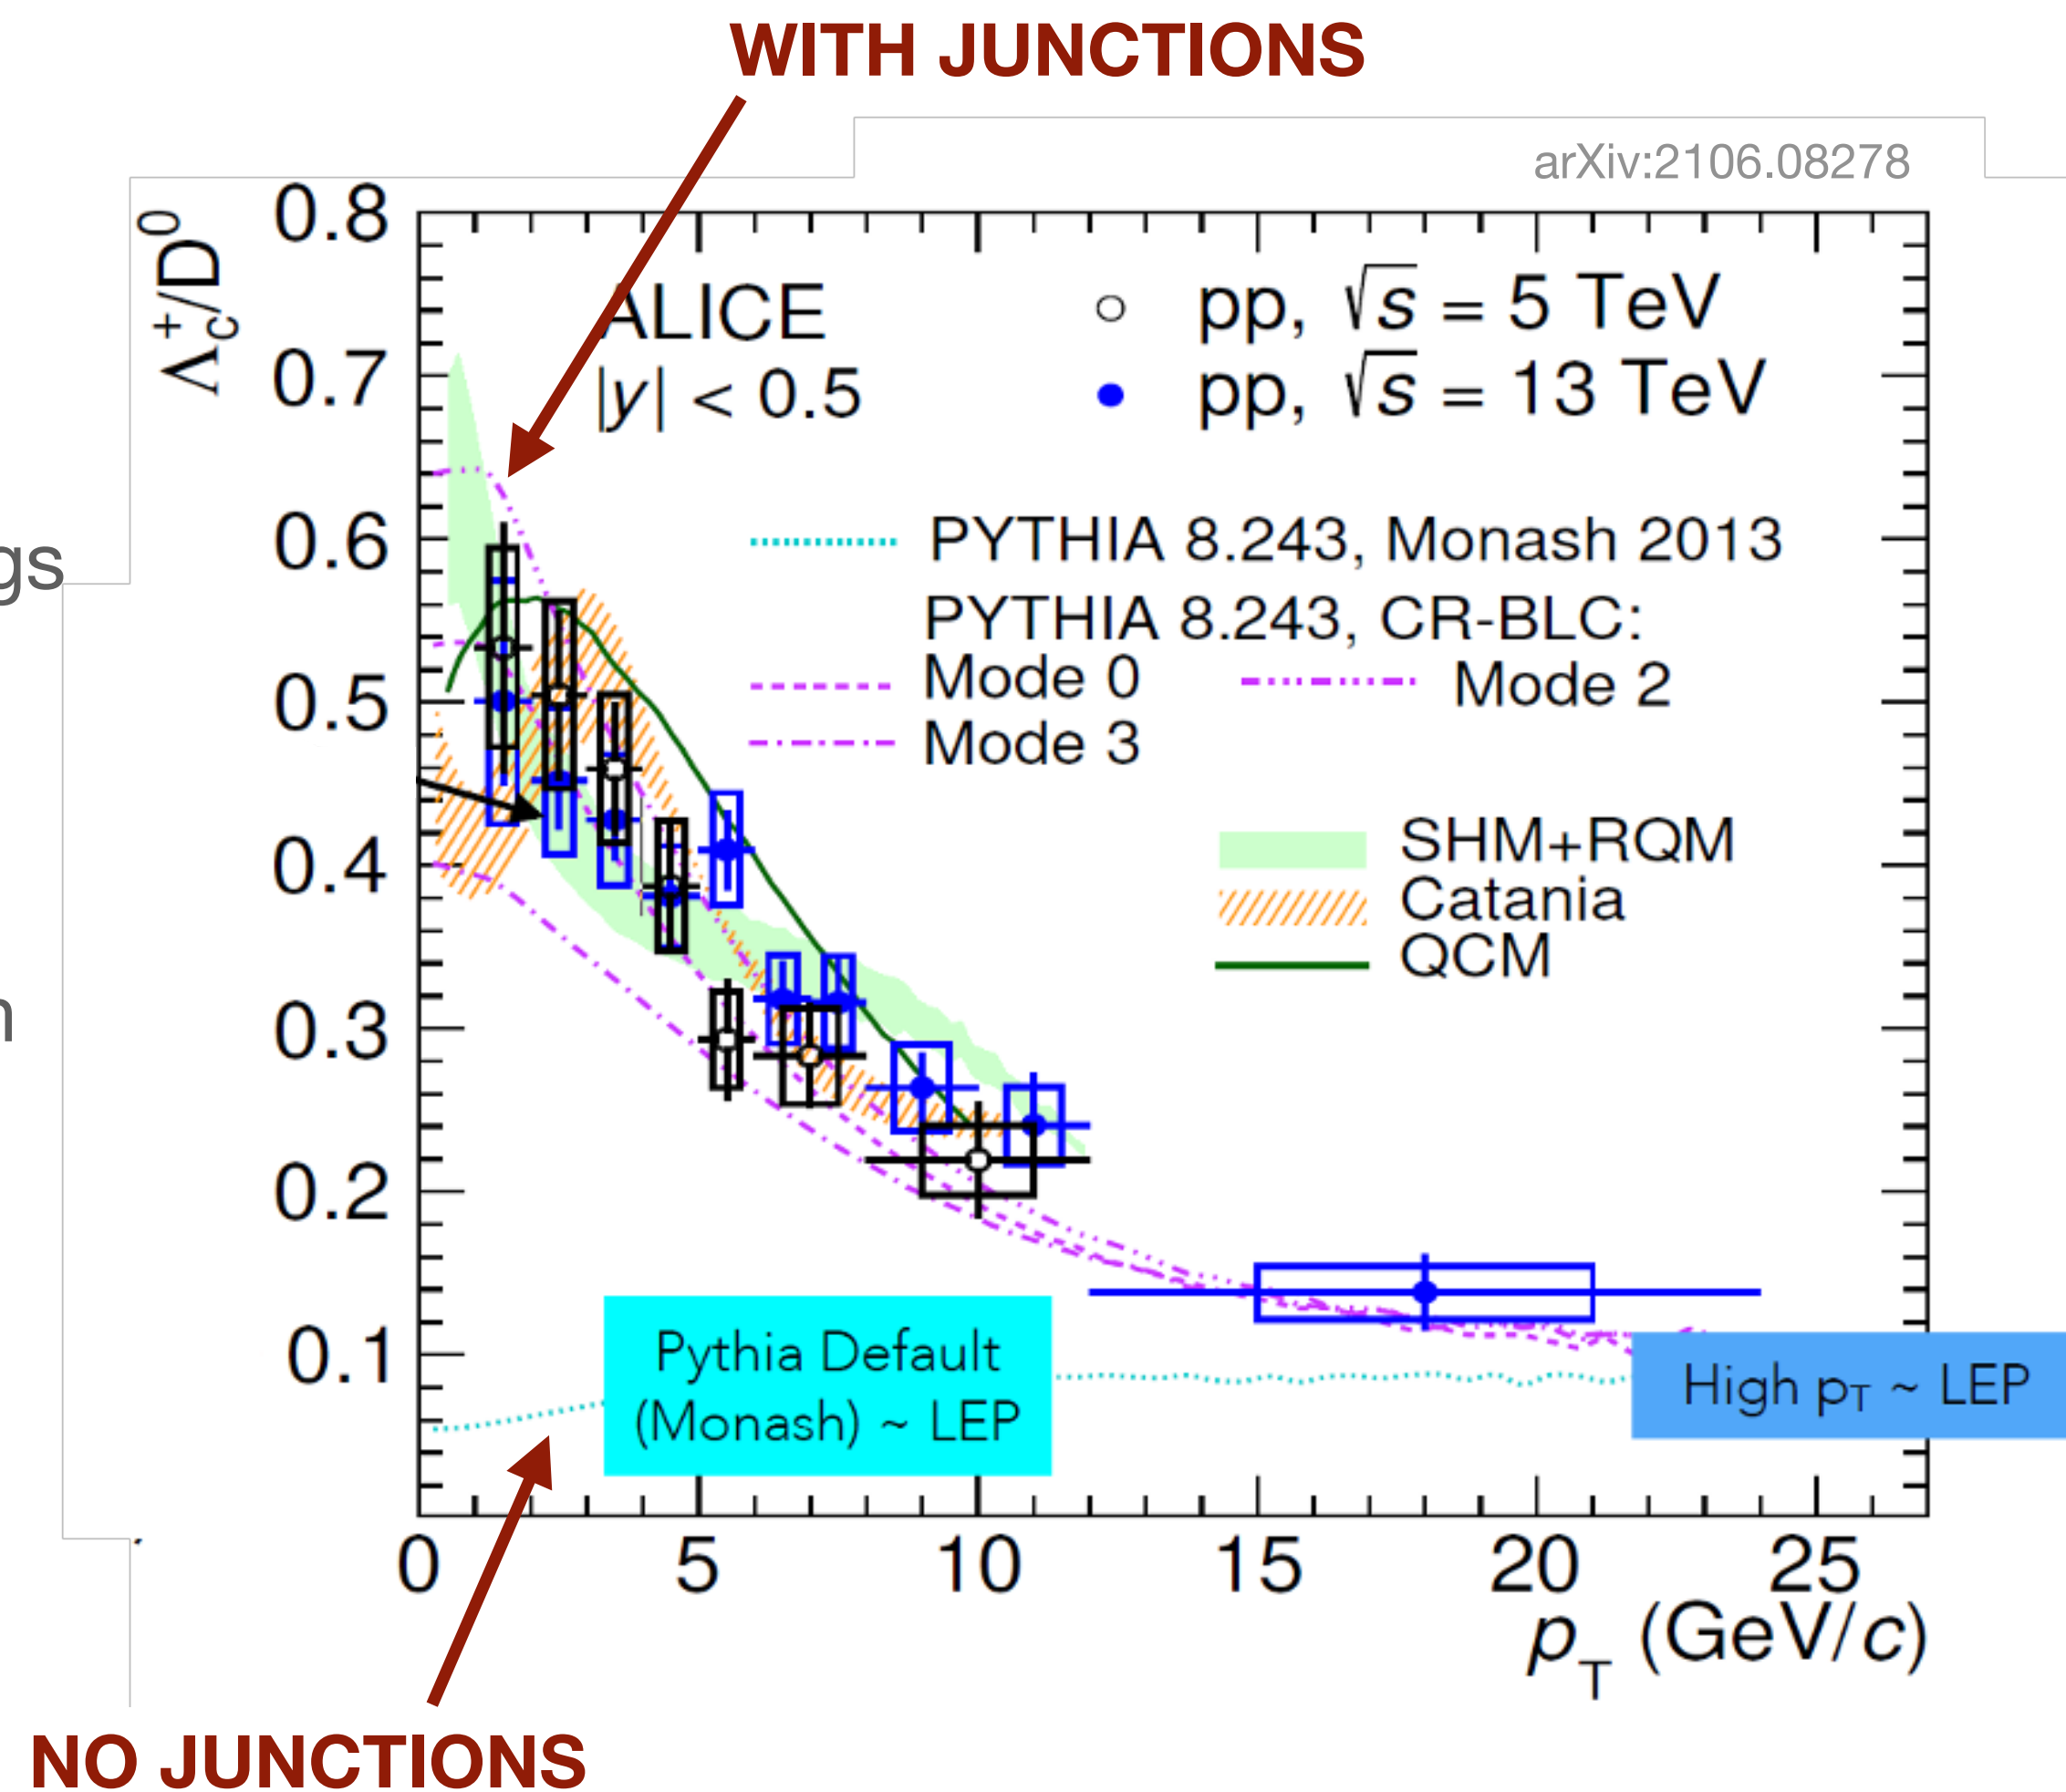 WITH JUNCTIONS
arXiv:2106.08278
Λc+/D0
0.8
0.7
0.6
0.5
0.4
0.3
0.2
0.1
ALICE
|y| < 0.5
pp, √s = 5 TeV
pp, √s = 13 TeV
PYTHIA 8.243, Monash 2013
PYTHIA 8.243, CR-BLC:
Mode 0
Mode 2
Mode 3
SHM+RQM
Catania
QCM
gs
n
Pythia Default
(Monash) ~ LEP
High pT ~ LEP
0 5 10 15 20 25
pT (GeV/c)
NO JUNCTIONS